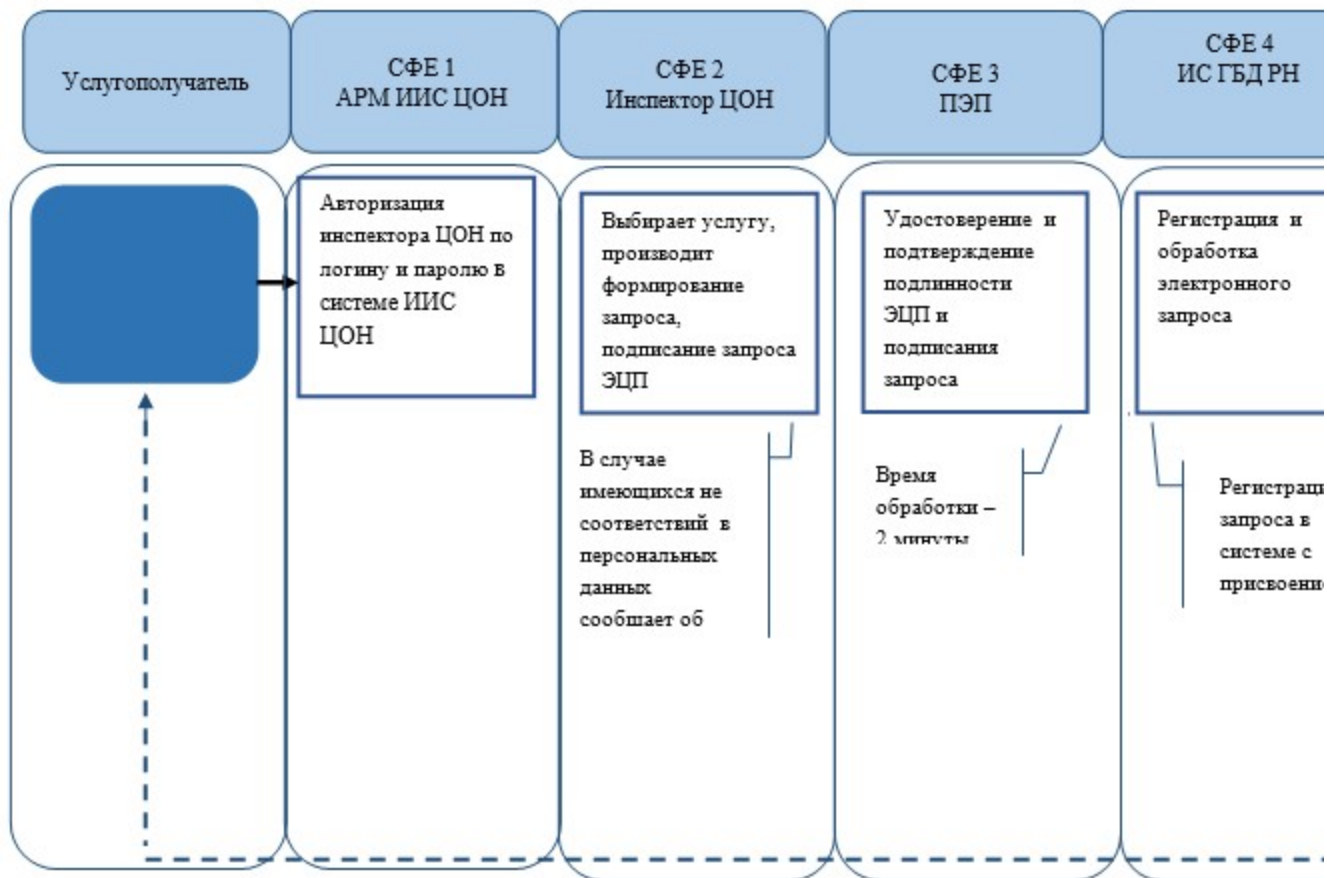 Услугополучатель
СФЕ 1
АРМ ИИС ЦОН
СФЕ 2
Инспектор ЦОН
СФЕ 3
ПЭП
СФЕ 4
ИС ГБД РН
Авторизация
инспектора ЦОН по
логину и паролю в
системе ИИС
ЦОН
Выбирает услугу,
производит
формирование
запроса,
подписание запроса
ЭЦП
Удостоверение и
подтверждение
подлинности
ЭЦП и
подписания
запроса
Регистрация и
обработка
электронного
запроса
В случае
имеющихся не
соответствий в
персональных
данных
сообщает об
Время
обработки –
2 минуты
запроса в
системе с